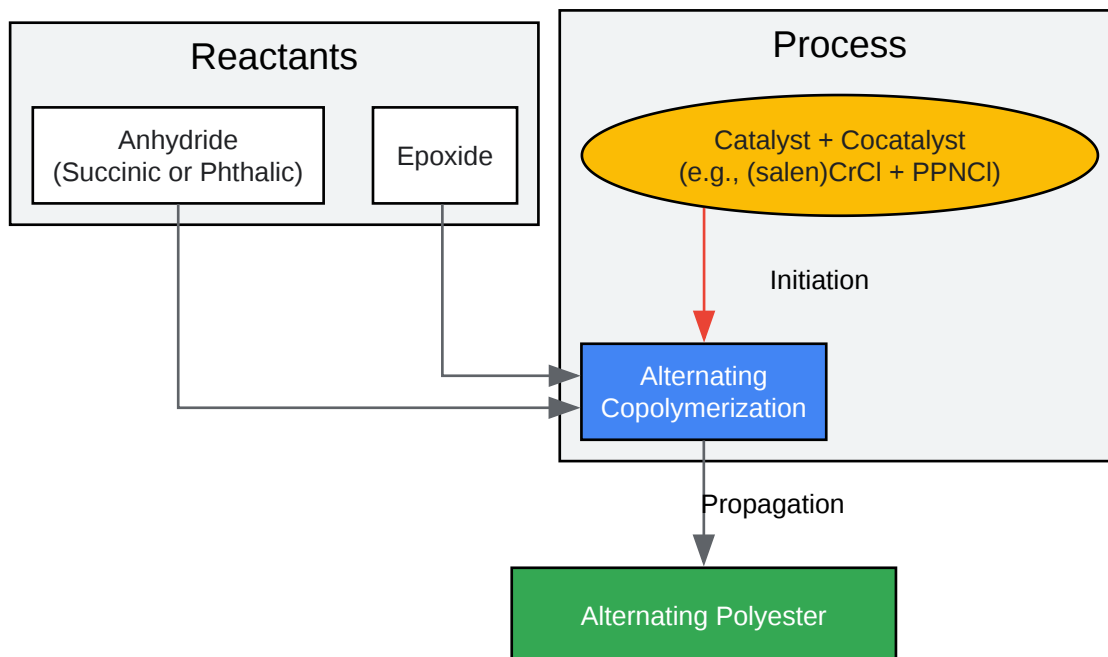 Reactants
Anhydride
(Succinic or Phthalic)
Epoxide
Process
Catalyst + Cocatalyst
(e.g., (salen)CrCl + PPNCl)
Initiation
Alternating
Copolymerization
Propagation
Alternating Polyester